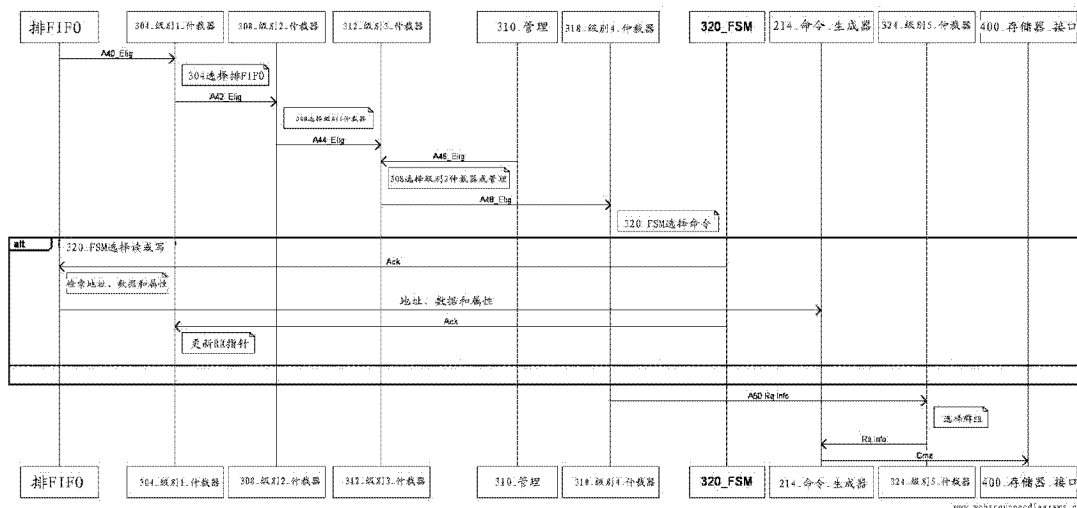 排FIFO
304_级别1_仲裁器
308_级别2_仲裁器
312_级别3_仲裁器
310_管理
318_级别4_仲裁器
320_FSM
214_命令_生成器
324_级别5_仲裁器
400_存储器_接口
A40_Elig
304选择排FIFO
A42_Elig
308选择级别1仲裁器
A44_Elig
A46_Elig
308选择级别2仲裁器或管理
A48_Elig
320_FSM选择命令
alt
320_FSM选择读或写
Ack
检索地址、数据和属性
地址、数据和属性
Ack
更新RR指针
A50 Rq Info
选择群组
Rq Info
Cmd
排FIFO
304_级别1_仲裁器
308_级别2_仲裁器
312_级别3_仲裁器
310_管理
318_级别4_仲裁器
320_FSM
214_命令_生成器
324_级别5_仲裁器
400_存储器_接口